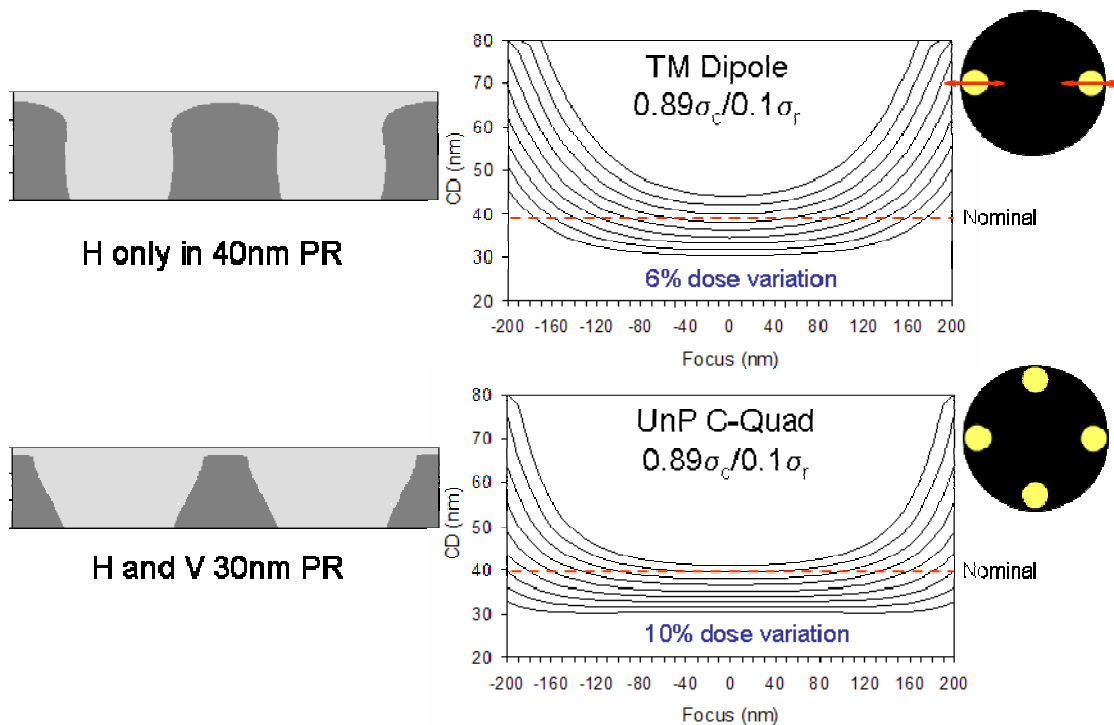 80
70
60
50
40
30
20
CD (nm)
TM Dipole
0.89σc/0.1σr
6% dose variation
Nominal
-200 -160 -120 -80 -40 0 40 80 120 160 200
Focus (nm)
H only in 40nm PR
80
70
60
50
40
30
20
CD (nm)
UnP C-Quad
0.89σc/0.1σr
10% dose variation
Nominal
-200 -160 -120 -80 -40 0 40 80 120 160 200
Focus (nm)
H and V 30nm PR